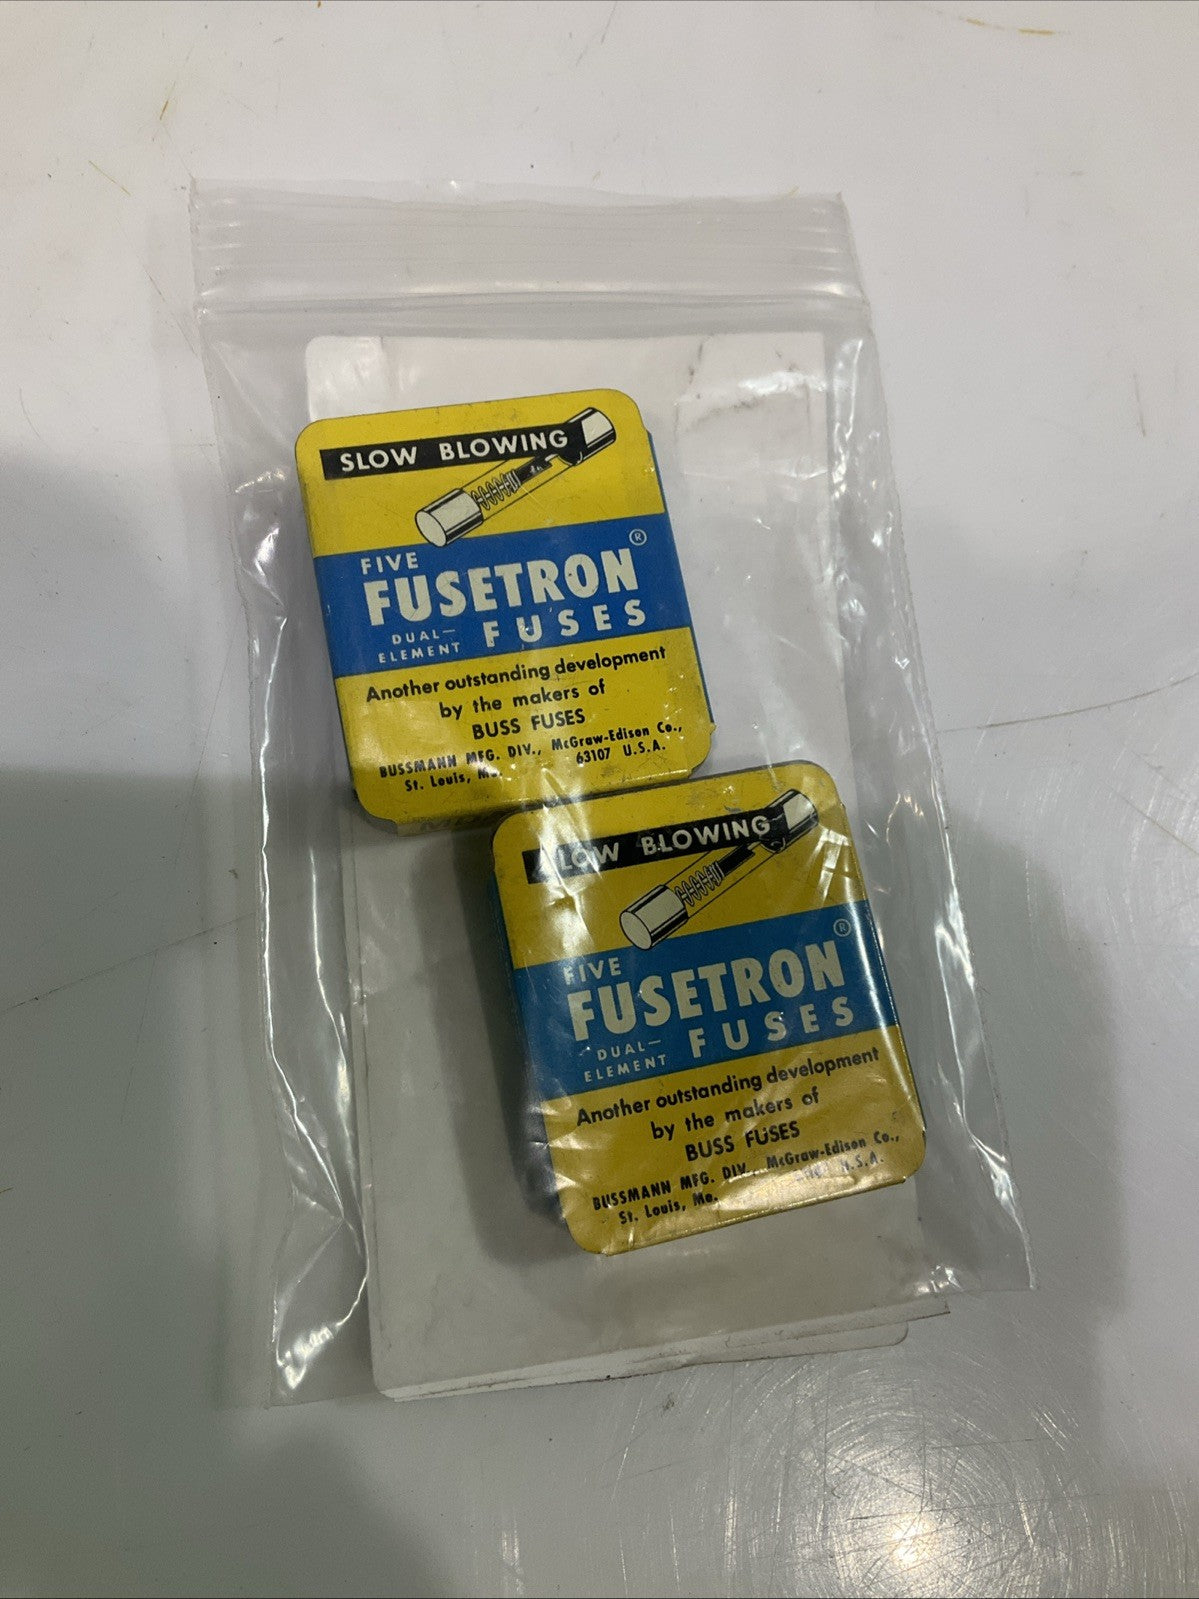 SLOW BLOWING
FIVE
FUSETRON®
DUAL-
ELEMENT FUSES
Another outstanding development
by the makers of
BUSS FUSES
BUSSMANN MFG. DIV., McGraw-Edison Co.,
St. Louis, Mo. 63107 U.S.A.
SLOW BLOWING
FIVE
FUSETRON®
DUAL-
ELEMENT FUSES
Another outstanding development
by the makers of
BUSS FUSES
BUSSMANN MFG. DIV., McGraw-Edison Co.,
St. Louis, Mo. U.S.A.